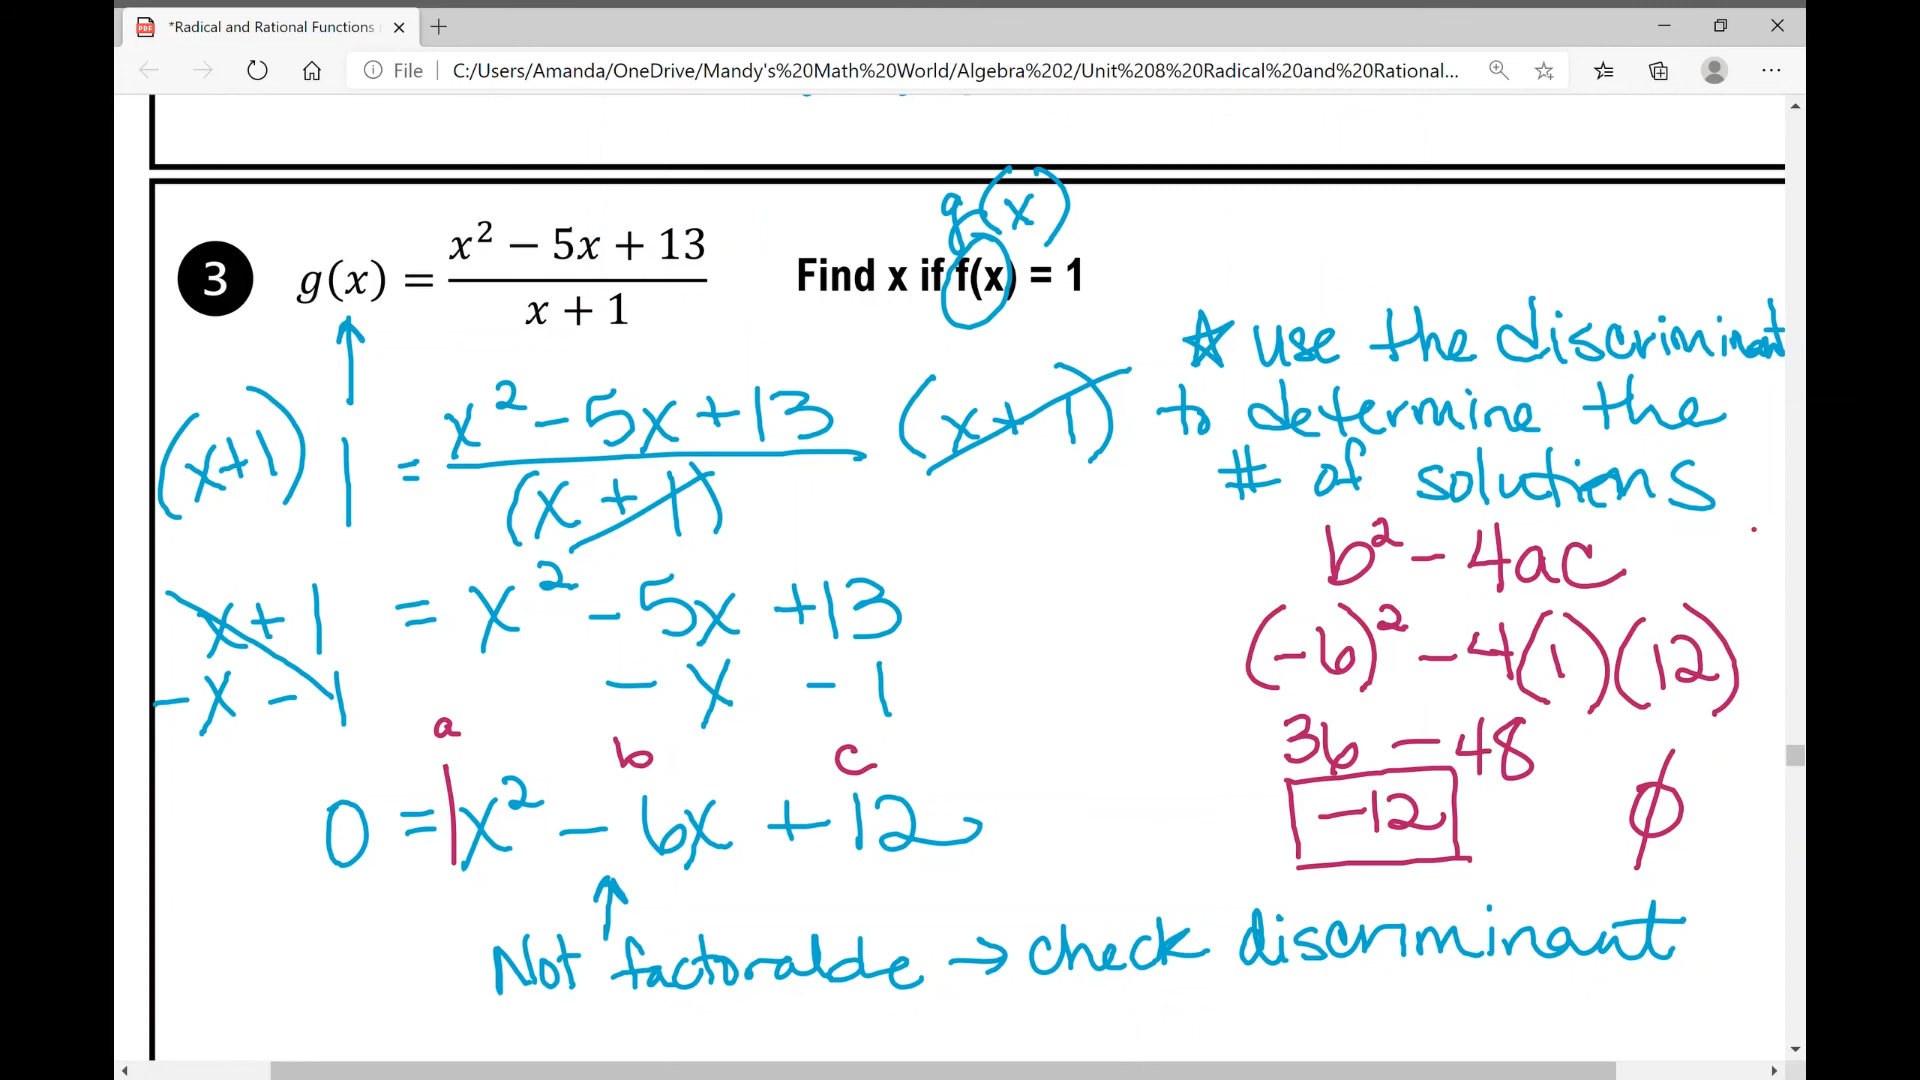 *Radical and Rational Functions
File C:/Users/Amanda/OneDrive/Mandy's%20Math%20World/Algebra%202/Unit%208%20Radical%20and%20Rational...
g(x)
3 g(x) = x² − 5x + 13 / x + 1 Find x if f(x) = 1
☆ use the discriminant
to determine the
# of solutions
(x+1) 1 = x² − 5x + 13 / (x + 1) (x + 1)
x + 1 = x² − 5x + 13
−x − 1 − x − 1
a b c
0 = 1x² − 6x + 12
b² − 4ac
(−6)² − 4(1)(12)
36 − 48
−12 ∅
Not factoralde → check discriminant